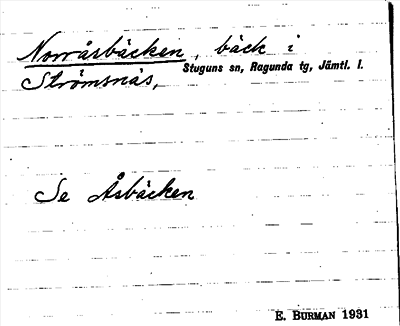 Norråsbäcken, bäck i
Strömsnäs, Stuguns sn, Ragunda tg, Jämtl. l.
Se Åsbäcken
E. BURMAN 1931